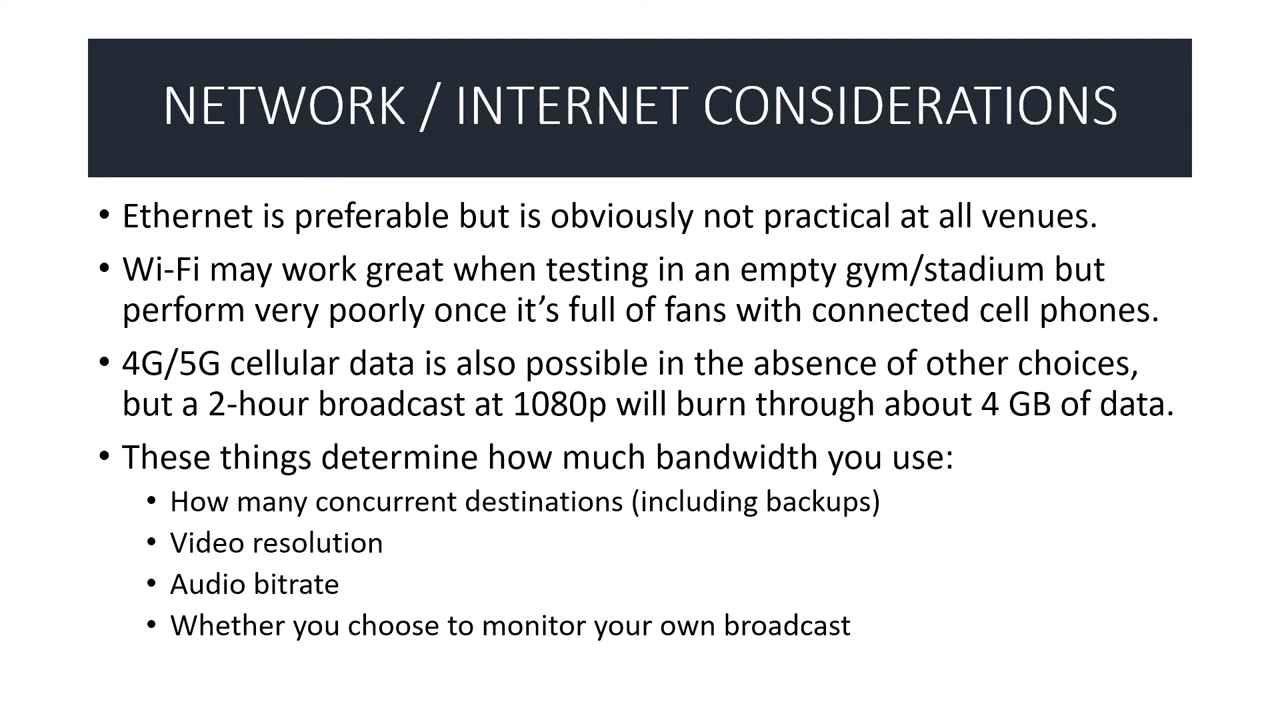 NETWORK / INTERNET CONSIDERATIONS
• Ethernet is preferable but is obviously not practical at all venues.
• Wi-Fi may work great when testing in an empty gym/stadium but
perform very poorly once it’s full of fans with connected cell phones.
• 4G/5G cellular data is also possible in the absence of other choices,
but a 2-hour broadcast at 1080p will burn through about 4 GB of data.
• These things determine how much bandwidth you use:
• How many concurrent destinations (including backups)
• Video resolution
• Audio bitrate
• Whether you choose to monitor your own broadcast